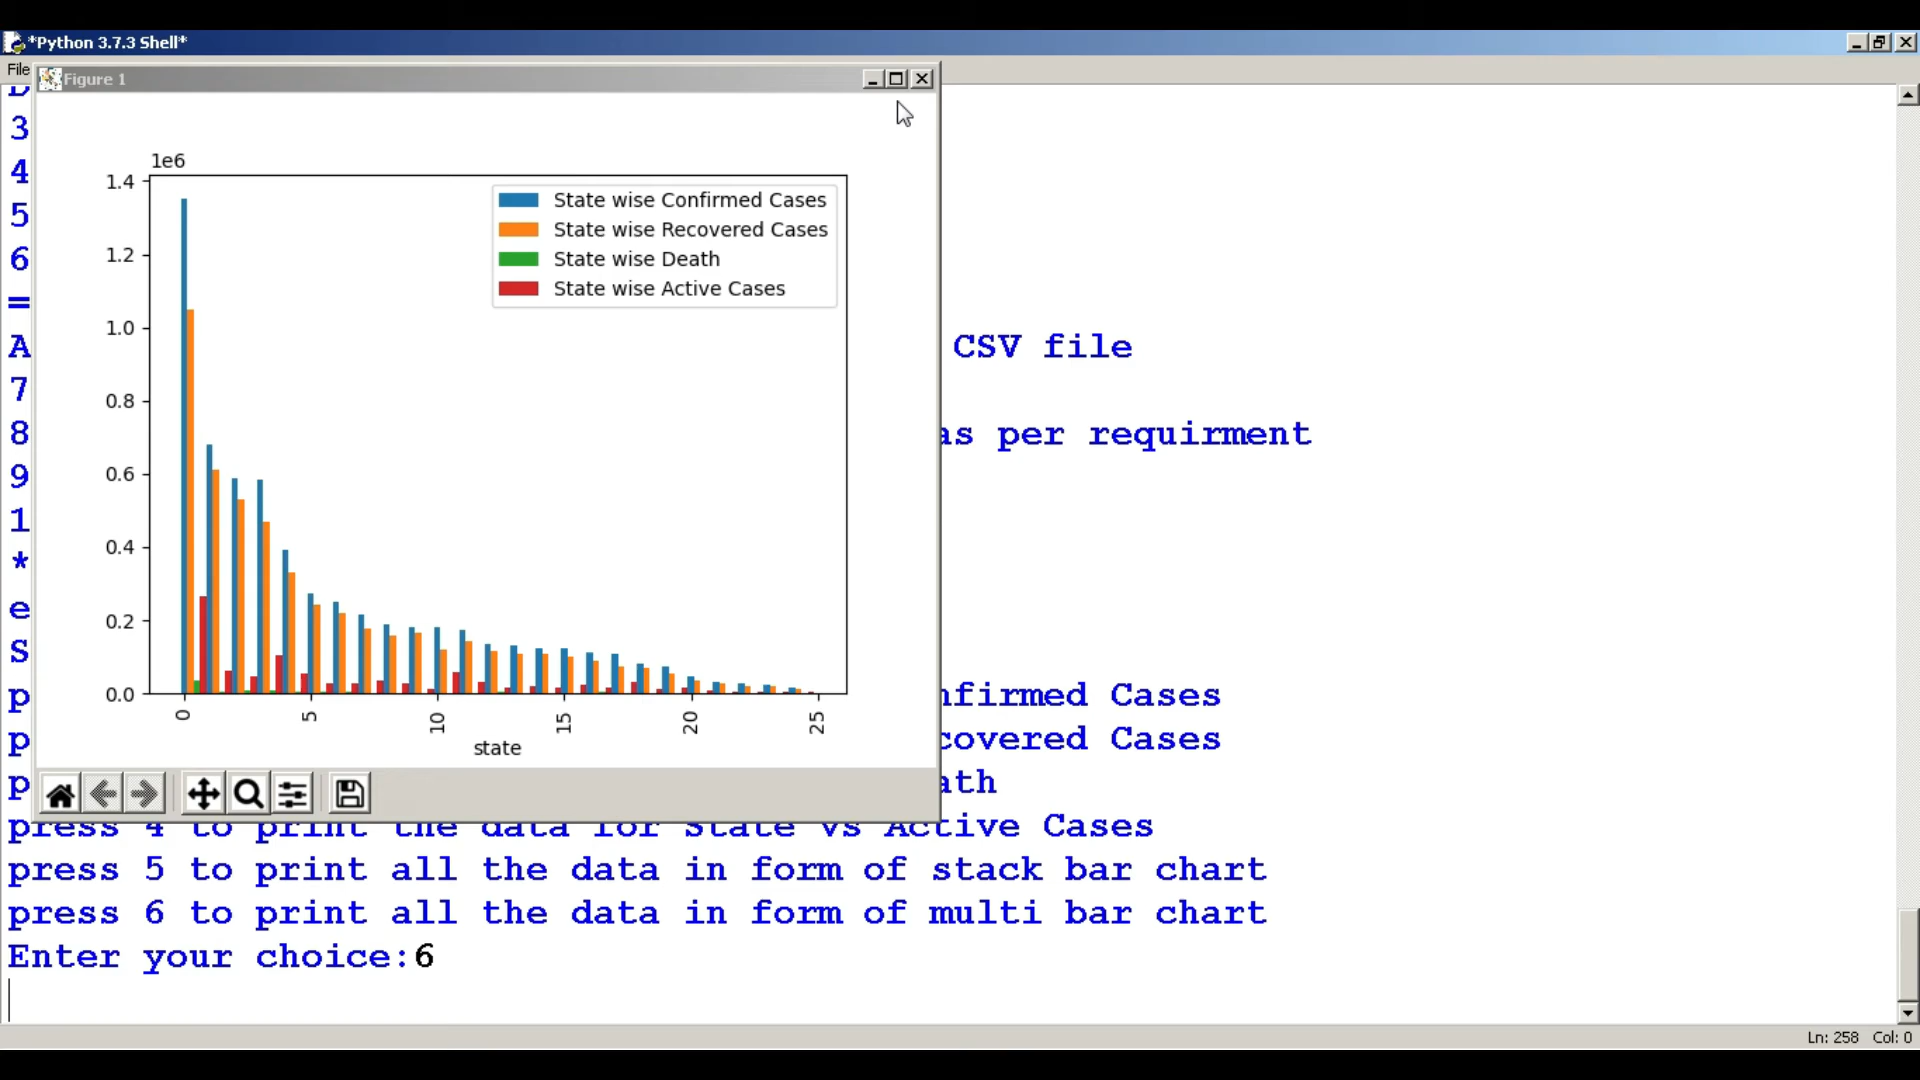 *Python 3.7.3 Shell*
File
Figure 1
3
4
5
6
=
A
7
8
9
1
*
e
S
p
p
p
CSV file
as per requirment
nfirmed Cases
covered Cases
ath
1e6
1.4
1.2
1.0
0.8
0.6
0.4
0.2
0.0
State wise Confirmed Cases
State wise Recovered Cases
State wise Death
State wise Active Cases
0 5 10 15 20 25
state
press 4 to print the data for State vs Active Cases
press 5 to print all the data in form of stack bar chart
press 6 to print all the data in form of multi bar chart
Enter your choice:6
Ln: 258 Col: 0